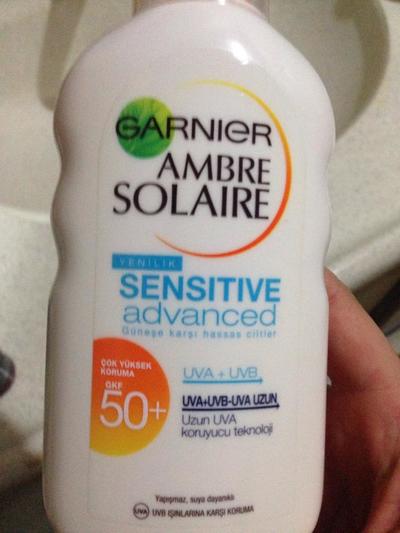 GARNIER
AMBRE
SOLAIRE
YENİLİK
SENSITIVE
advanced
Güneşe karşı hassas ciltler
ÇOK YÜKSEK
KORUMA
GKF
50+
UVA + UVB
UVA+UVB-UVA UZUN
Uzun UVA
koruyucu teknoloji
Yapışmaz, suya dayanıklı
UVA UVB IŞINLARINA KARŞI KORUMA